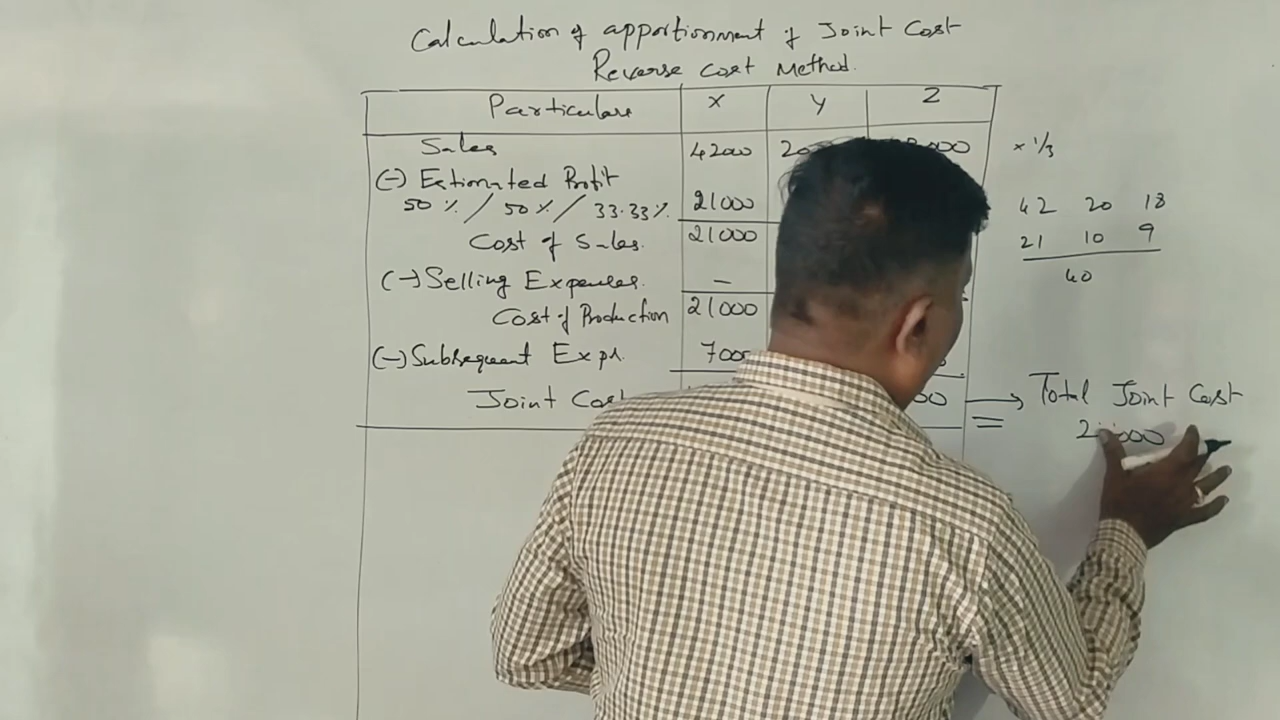 Calculation of apportionment of Joint Cost
Reverse Cost Method.
Particulars X Y Z
Sales 42000 × 1/3
(-) Estimated Profit
50 % / 50 % / 33.33 %. 21000
42 20 18
Cost of Sales. 21000
21 10 9
(-) Selling Expenses. —
40
Cost of Production 21000
(-) Subsequent Exps. 7000
Joint Cost → Total Joint Cost